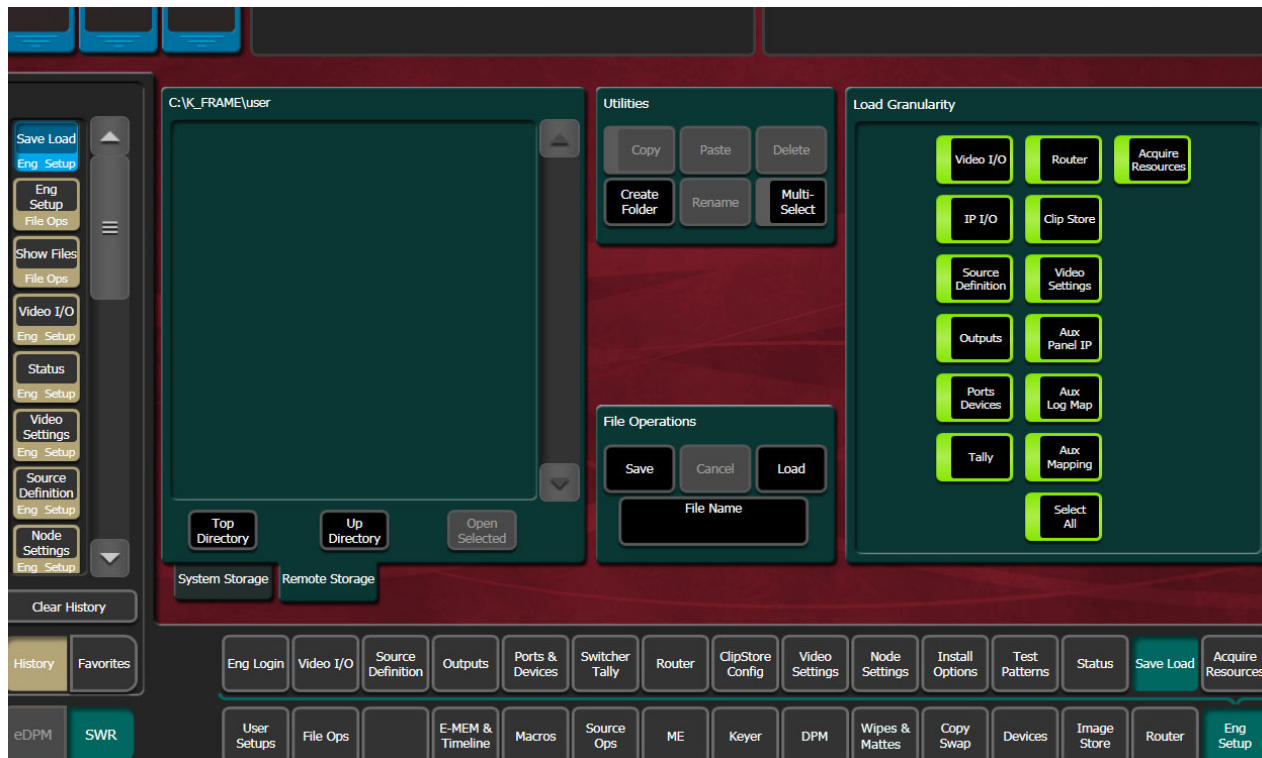 C:\K_FRAME\user
Utilities
Load Granularity
Save Load
Eng Setup
Eng
Setup
File Ops
Show Files
File Ops
Video I/O
Eng Setup
Status
Eng Setup
Video
Settings
Eng Setup
Source
Definition
Eng Setup
Node
Settings
Eng Setup
Clear History
History
Favorites
eDPM
SWR
Top
Directory
Up
Directory
Open
Selected
System Storage
Remote Storage
Copy
Paste
Delete
Create
Folder
Rename
Multi-
Select
File Operations
Save
Cancel
Load
File Name
Video I/O
Router
Acquire
Resources
IP I/O
Clip Store
Source
Definition
Video
Settings
Outputs
Aux
Panel IP
Ports
Devices
Aux
Log Map
Tally
Aux
Mapping
Select
All
Eng Login
Video I/O
Source
Definition
Outputs
Ports &
Devices
Switcher
Tally
Router
ClipStore
Config
Video
Settings
Node
Settings
Install
Options
Test
Patterns
Status
Save Load
Acquire
Resources
User
Setups
File Ops
E-MEM &
Timeline
Macros
Source
Ops
ME
Keyer
DPM
Wipes &
Mattes
Copy
Swap
Devices
Image
Store
Router
Eng
Setup